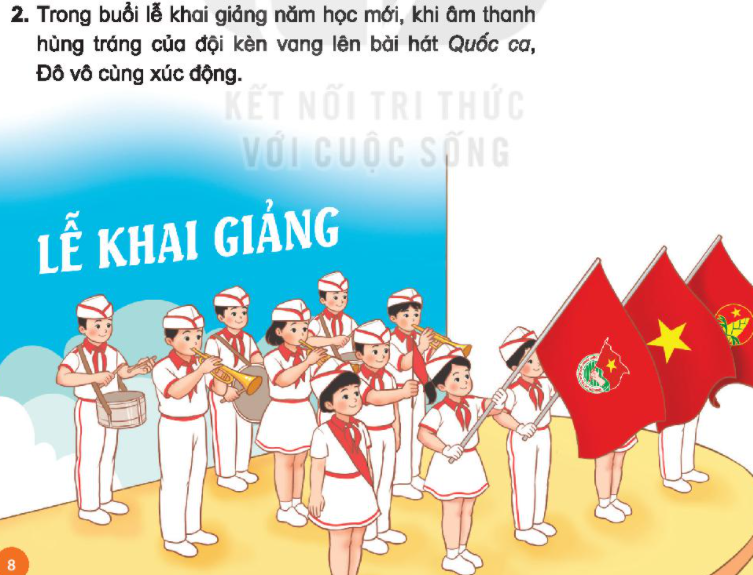 2. Trong buổi lễ khai giảng năm học mới, khi âm thanh
hùng tráng của đội kèn vang lên bài hát Quốc ca,
Đô vô cùng xúc động.
KẾT NỐI TRI THỨC
VỚI CUỘC SỐNG
LỄ KHAI GIẢNG
8